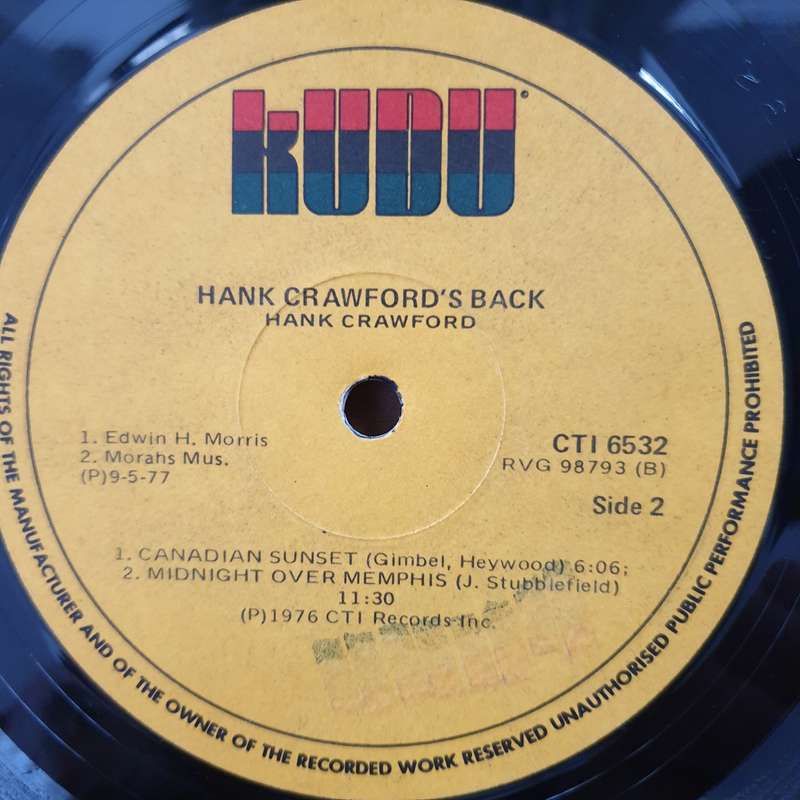 kUDU
HANK CRAWFORD'S BACK
HANK CRAWFORD
1. Edwin H. Morris
2. Morahs Mus.
(P)9-5-77
CTI 6532
RVG 98793 (B)
Side 2
1. CANADIAN SUNSET (Gimbel, Heywood) 6:06;
2. MIDNIGHT OVER MEMPHIS (J. Stubblefield)
11:30
(P)1976 CTI Records Inc.
ALL RIGHTS OF THE MANUFACTURER AND OF THE OWNER OF THE RECORDED WORK RESERVED UNAUTHORISED PUBLIC PERFORMANCE PROHIBITED